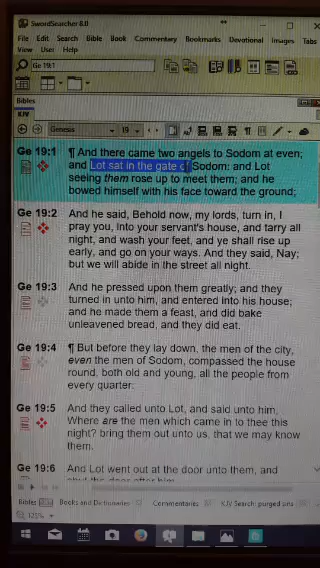 SwordSearcher 8.0
File Edit Search Bible Book Commentary Bookmarks Devotional Images Tabs
View User Help
Ge 19:1
Bibles
KJV
Genesis 19
Ge 19:1 ¶ And there came two angels to Sodom at even;
and Lot sat in the gate of Sodom: and Lot
seeing them rose up to meet them; and he
bowed himself with his face toward the ground;
Ge 19:2 And he said, Behold now, my lords, turn in, I
pray you, into your servant's house, and tarry all
night, and wash your feet, and ye shall rise up
early, and go on your ways. And they said, Nay;
but we will abide in the street all night.
Ge 19:3 And he pressed upon them greatly; and they
turned in unto him, and entered into his house;
and he made them a feast, and did bake
unleavened bread, and they did eat.
Ge 19:4 ¶ But before they lay down, the men of the city,
even the men of Sodom, compassed the house
round, both old and young, all the people from
every quarter:
Ge 19:5 And they called unto Lot, and said unto him,
Where are the men which came in to thee this
night? bring them out unto us, that we may know
them.
Ge 19:6 And Lot went out at the door unto them, and
shut the door after him,
Bibles Books and Dictionaries Commentaries KJV Search: purged sins
125%